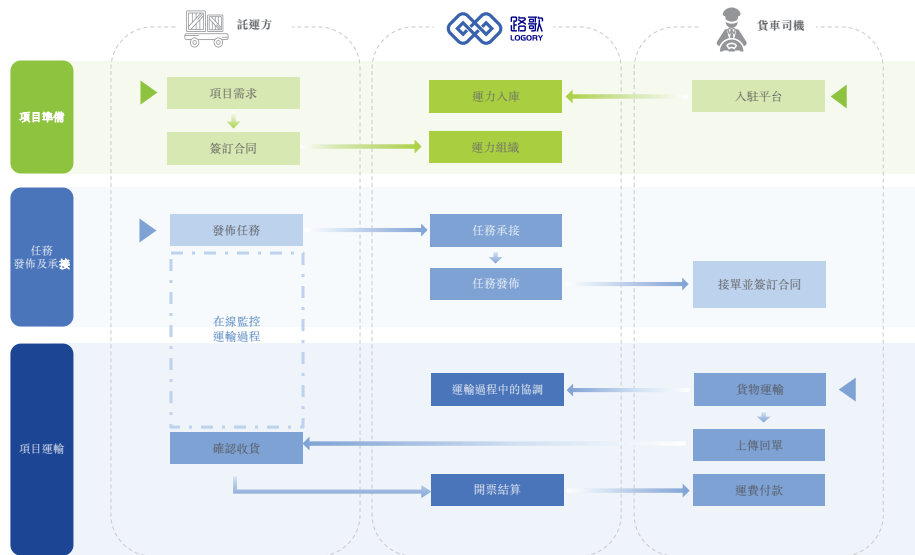 託運方
路歌
LOGORY
貨車司機
項目準備
項目需求
運力入庫
入駐平台
簽訂合同
運力組織
任務
發佈及承接
發佈任務
任務承接
任務發佈
接單並簽訂合同
在線監控
運輸過程
項目運輸
運輸過程中的協調
貨物運輸
確認收貨
上傳回單
開票結算
運費付款